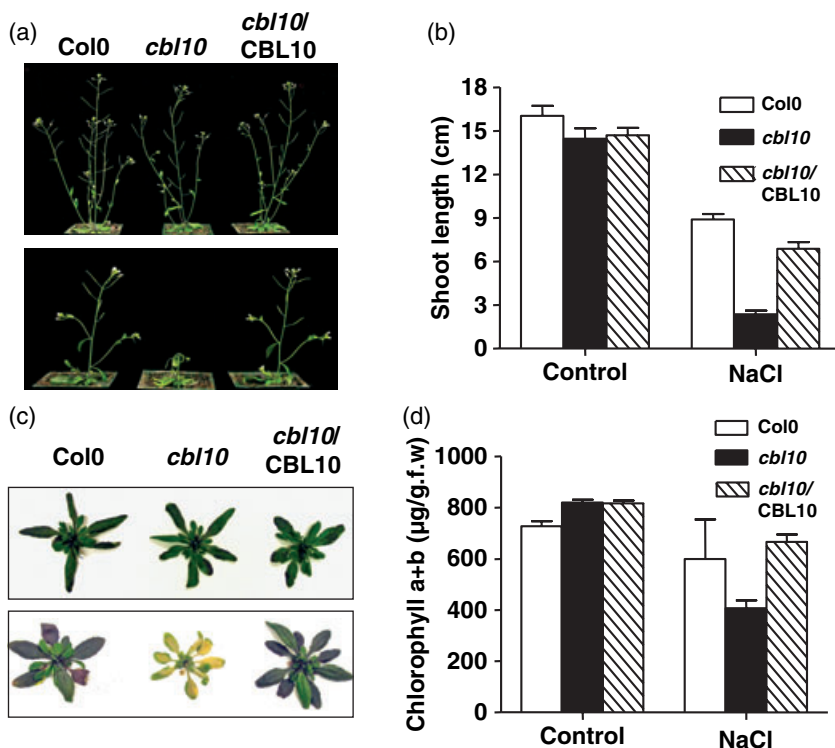 (a)
Col0 cbl10 cbl10/
CBL10
(b)
Shoot length (cm)
18
15
12
9
6
3
0
Control NaCl
Col0
cbl10
cbl10/
CBL10
(c)
Col0 cbl10 cbl10/
CBL10
(d)
Chlorophyll a+b (µg/g.f.w)
1000
800
600
400
200
0
Control NaCl
Col0
cbl10
cbl10/
CBL10